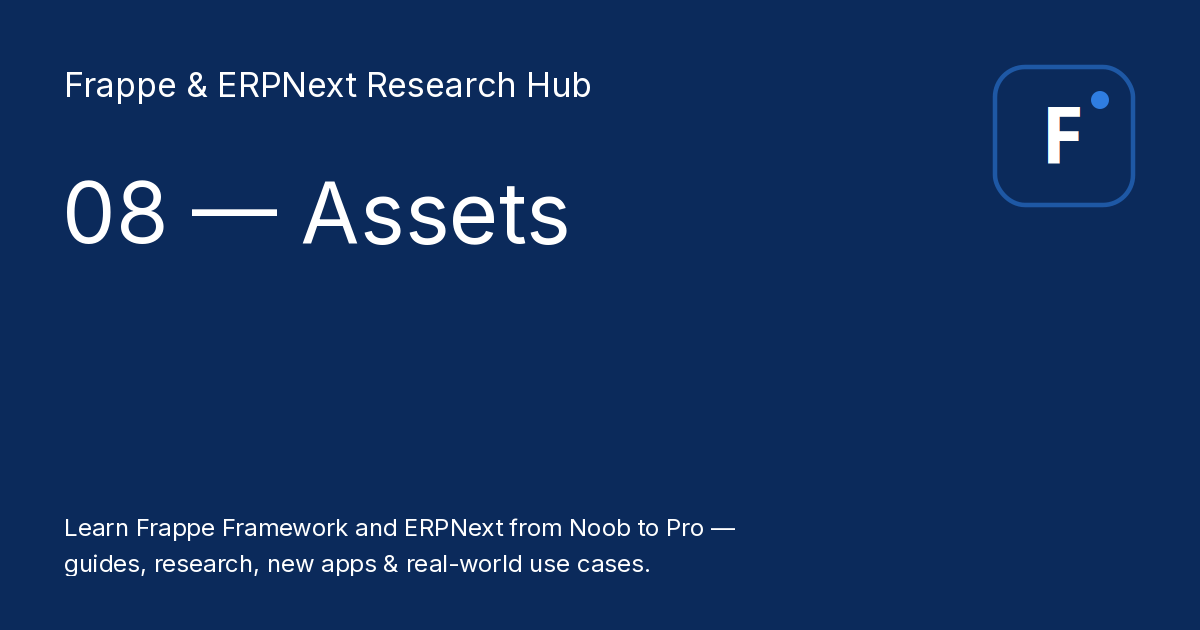 Frappe & ERPNext Research Hub
F
08 — Assets
Learn Frappe Framework and ERPNext from Noob to Pro —
guides, research, new apps & real-world use cases.